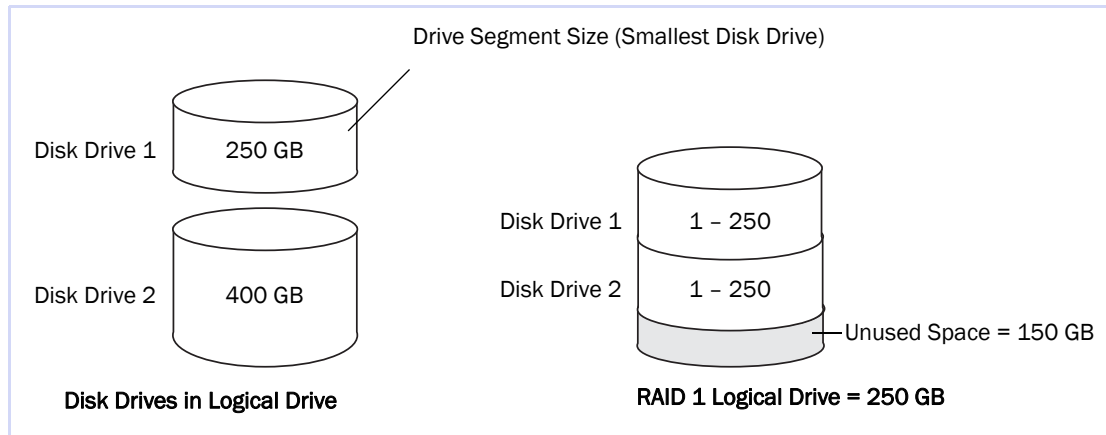 Drive Segment Size (Smallest Disk Drive)
Disk Drive 1
250 GB
Disk Drive 2
400 GB
Disk Drives in Logical Drive
Disk Drive 1
1 – 250
Disk Drive 2
1 – 250
Unused Space = 150 GB
RAID 1 Logical Drive = 250 GB